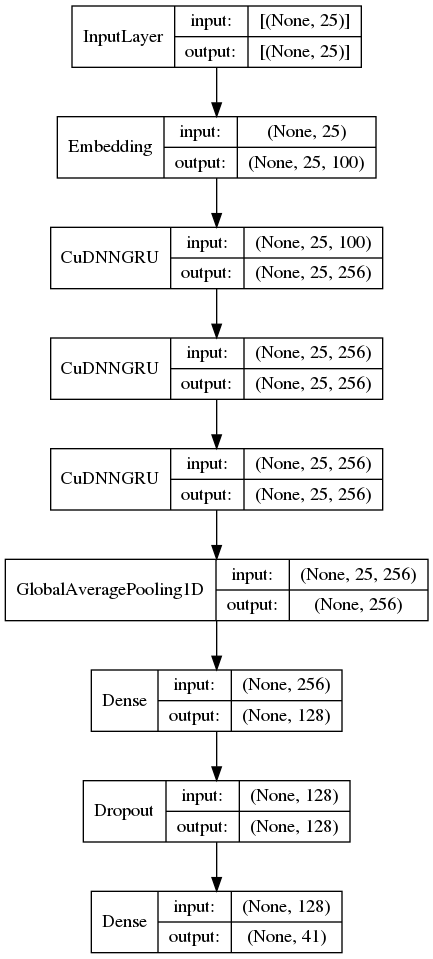 InputLayer
input: [(None, 25)]
output: [(None, 25)]
Embedding
input: (None, 25)
output: (None, 25, 100)
CuDNNGRU
input: (None, 25, 100)
output: (None, 25, 256)
CuDNNGRU
input: (None, 25, 256)
output: (None, 25, 256)
CuDNNGRU
input: (None, 25, 256)
output: (None, 25, 256)
GlobalAveragePooling1D
input: (None, 25, 256)
output: (None, 256)
Dense
input: (None, 256)
output: (None, 128)
Dropout
input: (None, 128)
output: (None, 128)
Dense
input: (None, 128)
output: (None, 41)